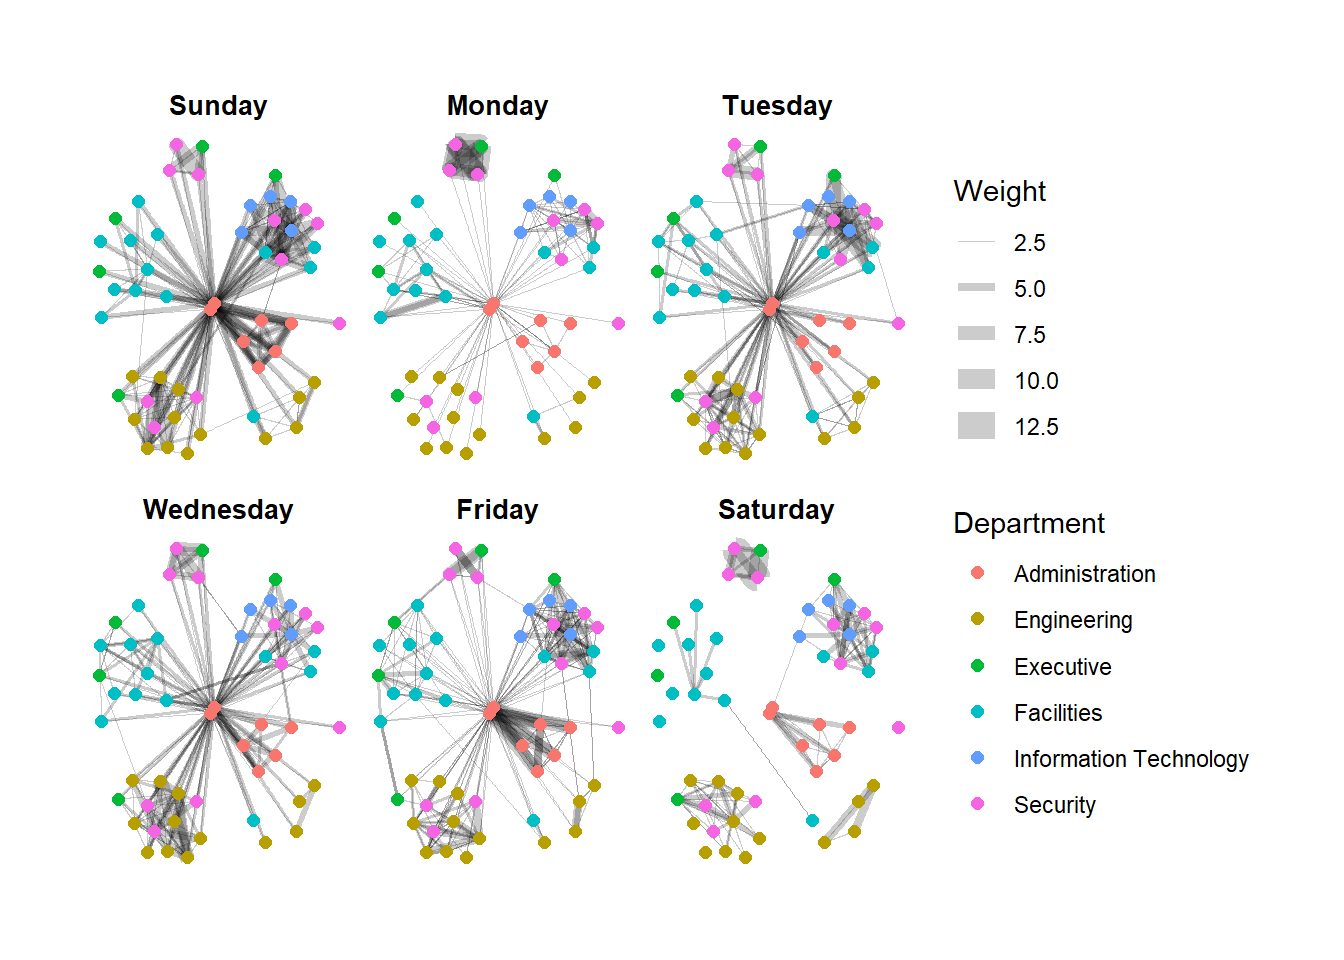 Sunday
Monday
Tuesday
Wednesday
Friday
Saturday
Weight
2.5
5.0
7.5
10.0
12.5
Department
Administration
Engineering
Executive
Facilities
Information Technology
Security